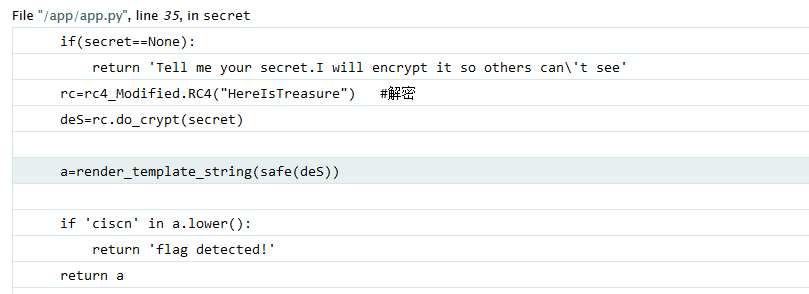 File "/app/app.py", line 35, in secret
if(secret==None):
return 'Tell me your secret.I will encrypt it so others can\'t see'
rc=rc4_Modified.RC4("HereIsTreasure")   #解密
deS=rc.do_crypt(secret)
a=render_template_string(safe(deS))
if 'ciscn' in a.lower():
return 'flag detected!'
return a